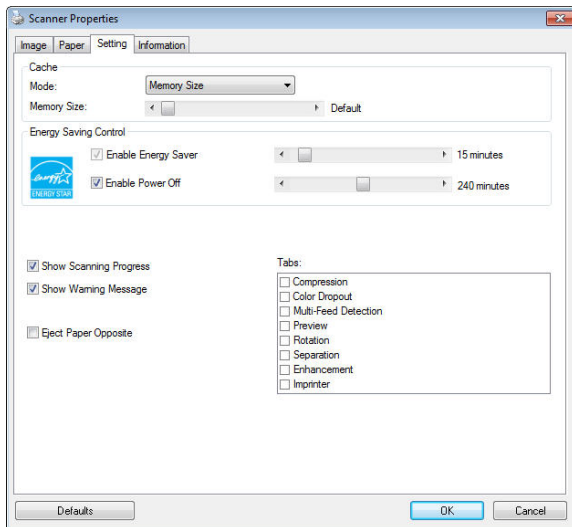 Scanner Properties
Image Paper Setting Information
Cache
Mode: Memory Size
Memory Size: Default
Energy Saving Control
Enable Energy Saver 15 minutes
Enable Power Off 240 minutes
energy
ENERGY STAR
Show Scanning Progress
Show Warning Message
Eject Paper Opposite
Tabs:
Compression
Color Dropout
Multi-Feed Detection
Preview
Rotation
Separation
Enhancement
Imprinter
Defaults OK Cancel